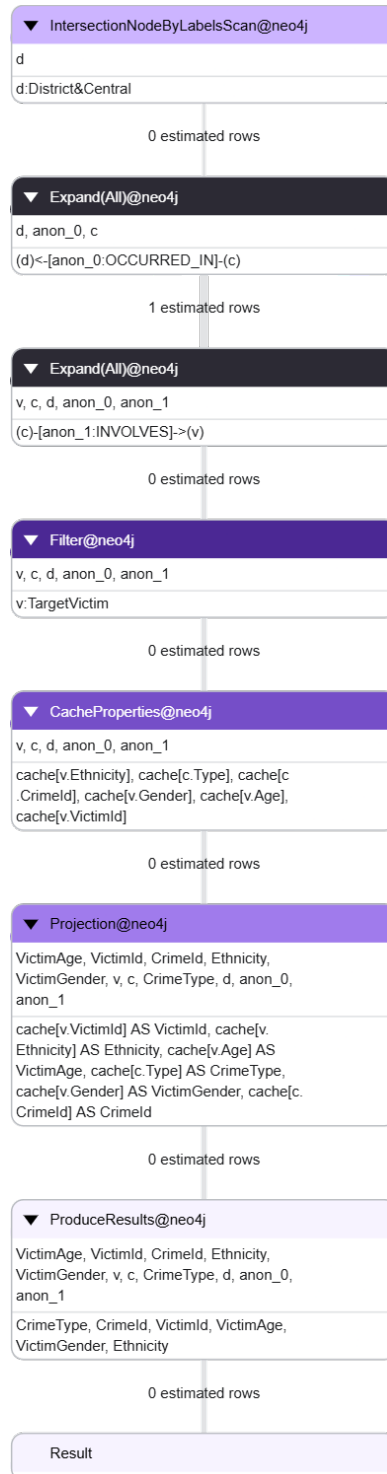 IntersectionNodeByLabelsScan@neo4j
d
d:District&Central
0 estimated rows
Expand(All)@neo4j
d, anon_0, c
(d)<-[anon_0:OCCURRED_IN]-(c)
1 estimated rows
Expand(All)@neo4j
v, c, d, anon_0, anon_1
(c)-[anon_1:INVOLVES]->(v)
0 estimated rows
Filter@neo4j
v, c, d, anon_0, anon_1
v:TargetVictim
0 estimated rows
CacheProperties@neo4j
v, c, d, anon_0, anon_1
cache[v.Ethnicity], cache[c.Type], cache[c
.CrimeId], cache[v.Gender], cache[v.Age],
cache[v.VictimId]
0 estimated rows
Projection@neo4j
VictimAge, VictimId, CrimeId, Ethnicity,
VictimGender, v, c, CrimeType, d, anon_0,
anon_1
cache[v.VictimId] AS VictimId, cache[v.
Ethnicity] AS Ethnicity, cache[v.Age] AS
VictimAge, cache[c.Type] AS CrimeType,
cache[v.Gender] AS VictimGender, cache[c.
CrimeId] AS CrimeId
0 estimated rows
ProduceResults@neo4j
VictimAge, VictimId, CrimeId, Ethnicity,
VictimGender, v, c, CrimeType, d, anon_0,
anon_1
CrimeType, CrimeId, VictimId, VictimAge,
VictimGender, Ethnicity
0 estimated rows
Result